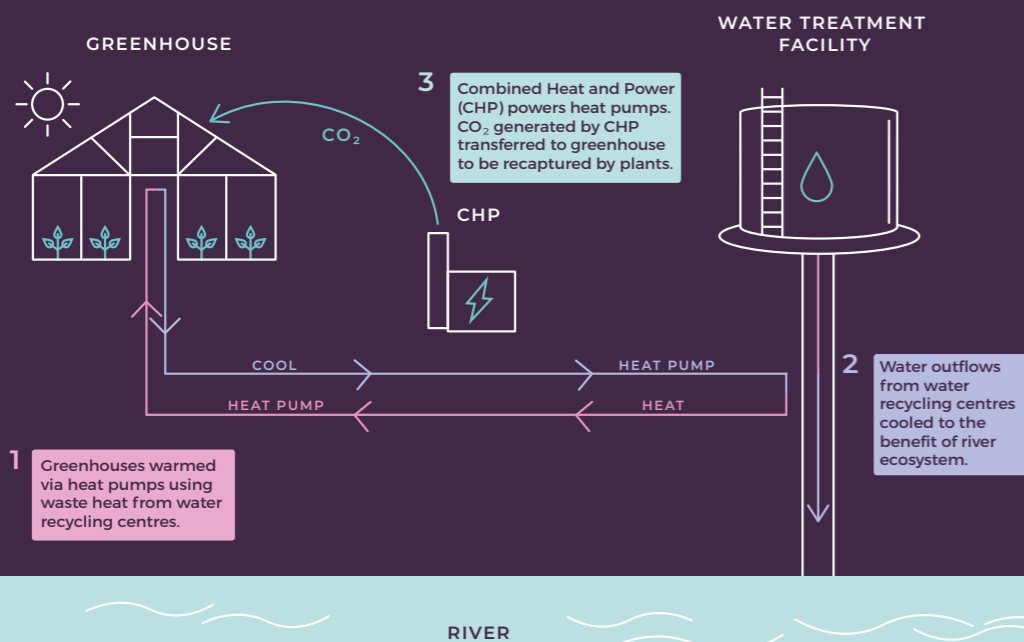 GREENHOUSE
WATER TREATMENT
FACILITY
3
Combined Heat and Power
(CHP) powers heat pumps.
CO₂ generated by CHP
transferred to greenhouse
to be recaptured by plants.
CO₂
CHP
COOL
HEAT PUMP
HEAT PUMP
HEAT
2
Water outflows
from water
recycling centres
cooled to the
benefit of river
ecosystem.
1
Greenhouses warmed
via heat pumps using
waste heat from water
recycling centres.
RIVER